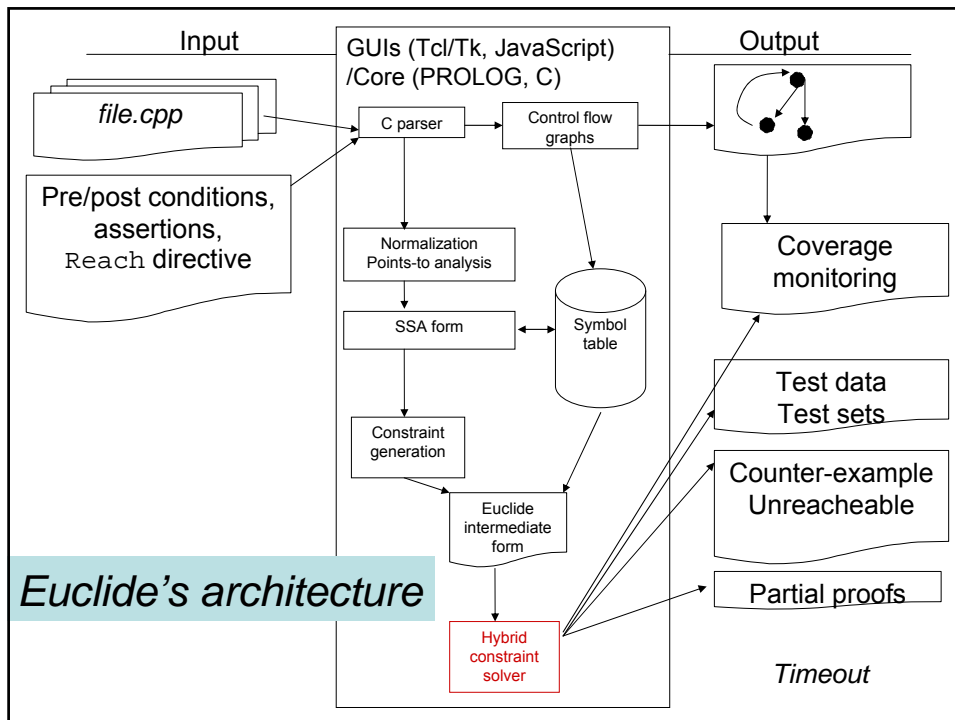 Input
GUIs (Tcl/Tk, JavaScript)
/Core (PROLOG, C)
Output
file.cpp
C parser
Control flow
graphs
Pre/post conditions,
assertions,
Reach directive
Normalization
Points-to analysis
Coverage
monitoring
SSA form
Symbol
table
Test data
Test sets
Constraint
generation
Counter-example
Unreacheable
Euclide
intermediate
form
Euclide's architecture
Partial proofs
Hybrid
constraint
solver
Timeout